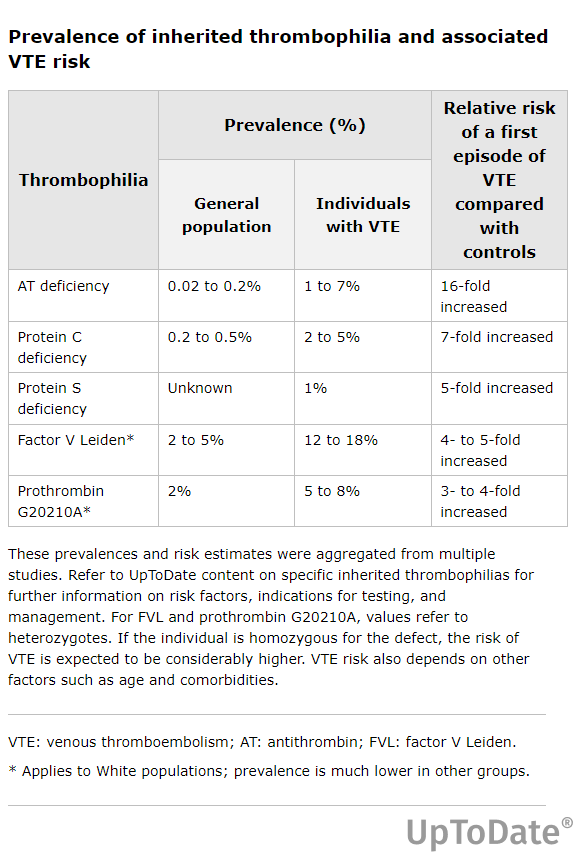 Prevalence of inherited thrombophilia and associated
VTE risk
Thrombophilia
Prevalence (%)
Relative risk
of a first
episode of
VTE
compared
with
controls
General
population
Individuals
with VTE
AT deficiency
0.02 to 0.2%
1 to 7%
16-fold
increased
Protein C
deficiency
0.2 to 0.5%
2 to 5%
7-fold increased
Protein S
deficiency
Unknown
1%
5-fold increased
Factor V Leiden*
2 to 5%
12 to 18%
4- to 5-fold
increased
Prothrombin
G20210A*
2%
5 to 8%
3- to 4-fold
increased
These prevalences and risk estimates were aggregated from multiple
studies. Refer to UpToDate content on specific inherited thrombophilias for
further information on risk factors, indications for testing, and
management. For FVL and prothrombin G20210A, values refer to
heterozygotes. If the individual is homozygous for the defect, the risk of
VTE is expected to be considerably higher. VTE risk also depends on other
factors such as age and comorbidities.
VTE: venous thromboembolism; AT: antithrombin; FVL: factor V Leiden.
* Applies to White populations; prevalence is much lower in other groups.
UpToDate®